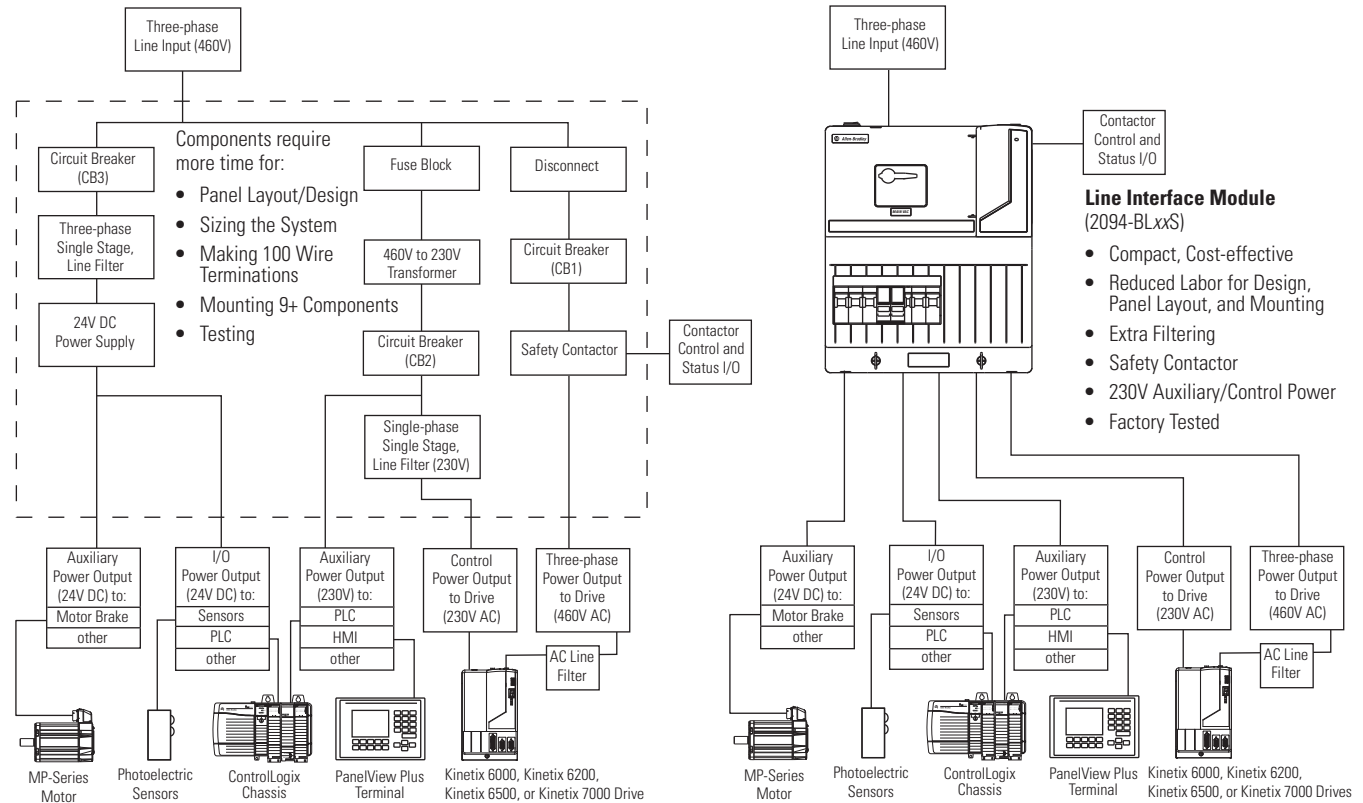 Three-phase
Line Input (460V)
Circuit Breaker
(CB3)
Three-phase
Single Stage,
Line Filter
24V DC
Power Supply
Components require
more time for:
• Panel Layout/Design
• Sizing the System
• Making 100 Wire
Terminations
• Mounting 9+ Components
• Testing
Fuse Block
460V to 230V
Transformer
Circuit Breaker
(CB2)
Single-phase
Single Stage,
Line Filter (230V)
Disconnect
Circuit Breaker
(CB1)
Safety Contactor
Contactor
Control and
Status I/O
Auxiliary
Power Output
(24V DC) to:
Motor Brake
other
I/O
Power Output
(24V DC) to:
Sensors
PLC
other
Auxiliary
Power Output
(230V) to:
PLC
HMI
other
Control
Power Output
to Drive
(230V AC)
Three-phase
Power Output
to Drive
(460V AC)
AC Line
Filter
MP-Series
Motor
Photoelectric
Sensors
ControlLogix
Chassis
PanelView Plus
Terminal
Kinetix 6000, Kinetix 6200,
Kinetix 6500, or Kinetix 7000 Drive
Three-phase
Line Input (460V)
Allen-Bradley
Contactor
Control and
Status I/O
Line Interface Module
(2094-BLxxS)
• Compact, Cost-effective
• Reduced Labor for Design,
Panel Layout, and Mounting
• Extra Filtering
• Safety Contactor
• 230V Auxiliary/Control Power
• Factory Tested
Auxiliary
Power Output
(24V DC) to:
Motor Brake
other
I/O
Power Output
(24V DC) to:
Sensors
PLC
other
Auxiliary
Power Output
(230V) to:
PLC
HMI
other
Control
Power Output
to Drive
(230V AC)
Three-phase
Power Output
to Drive
(460V AC)
AC Line
Filter
MP-Series
Motor
Photoelectric
Sensors
ControlLogix
Chassis
PanelView Plus
Terminal
Kinetix 6000, Kinetix 6200,
Kinetix 6500, or Kinetix 7000 Drives